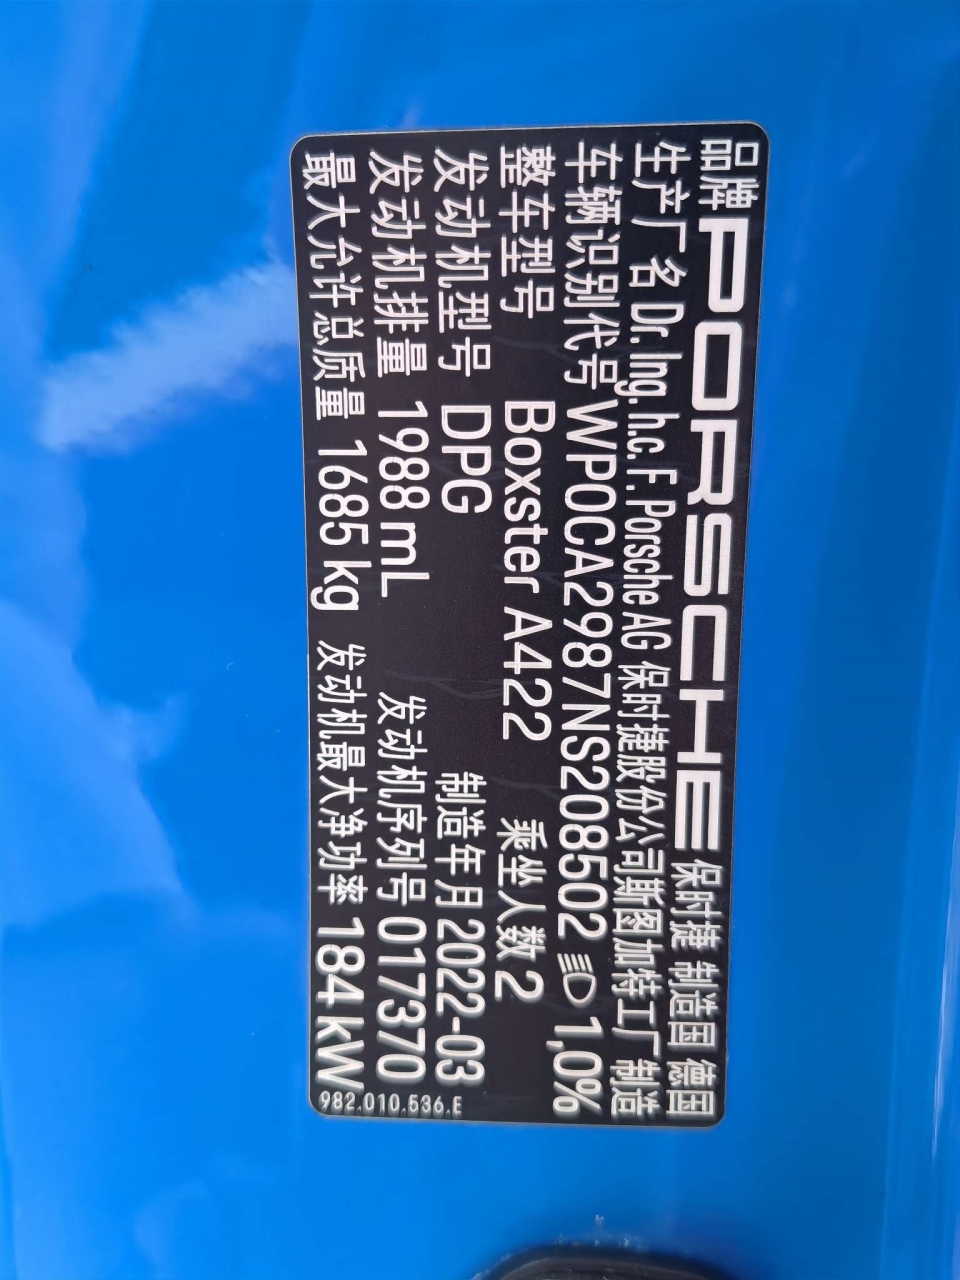 品牌 PORSCHE 保时捷 制造国 德国
生产厂名 Dr. Ing. h.c. F. Porsche AG 保时捷股份公司斯图加特工厂制造
车辆识别代号 WP0CA2987NS208502 1,0%
整车型号 Boxster A422 乘坐人数 2
发动机型号 DPG 制造年月 2022-03
发动机排量 1988 mL 发动机序列号 017370
最大允许总质量 1685 kg 发动机最大净功率 184 kW
982.010.536.E